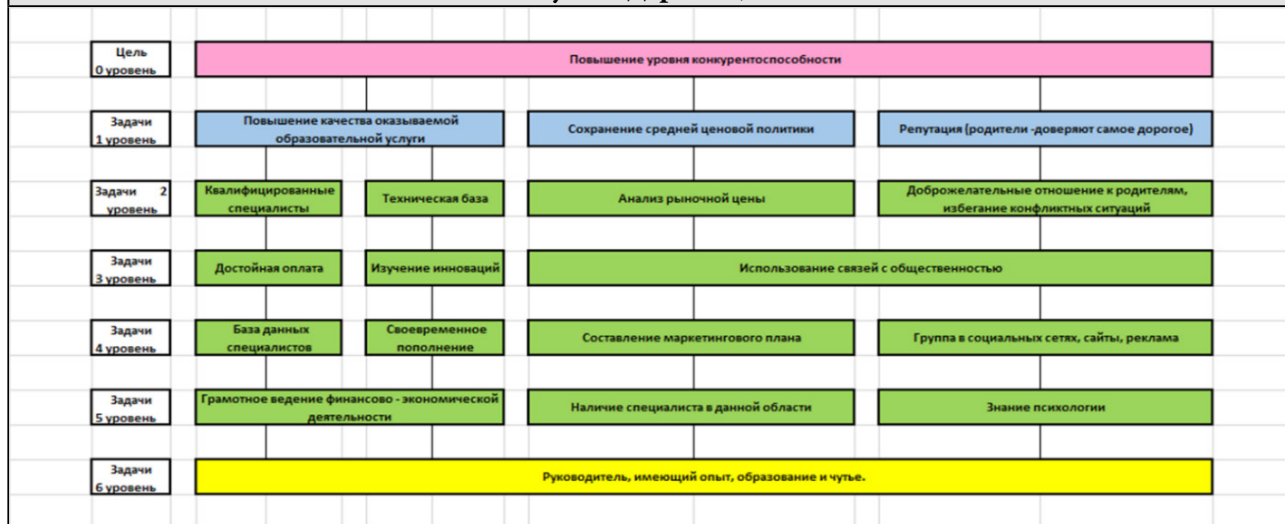 Цель
0 уровень
Повышение уровня конкурентоспособности
Задачи
1 уровень
Повышение качества оказываемой
образовательной услуги
Сохранение средней ценовой политики
Репутация (родители -доверяют самое дорогое)
Задачи 2
уровень
Квалифицированные
специалисты
Техническая база
Анализ рыночной цены
Доброжелательные отношение к родителям,
избегание конфликтных ситуаций
Задачи
3 уровень
Достойная оплата
Изучение инноваций
Использование связей с общественностью
Задачи
4 уровень
База данных
специалистов
Своевременное
пополнение
Составление маркетингового плана
Группа в социальных сетях, сайты, реклама
Задачи
5 уровень
Грамотное ведение финансово - экономической
деятельности
Наличие специалиста в данной области
Знание психологии
Задачи
6 уровень
Руководитель, имеющий опыт, образование и чутье.